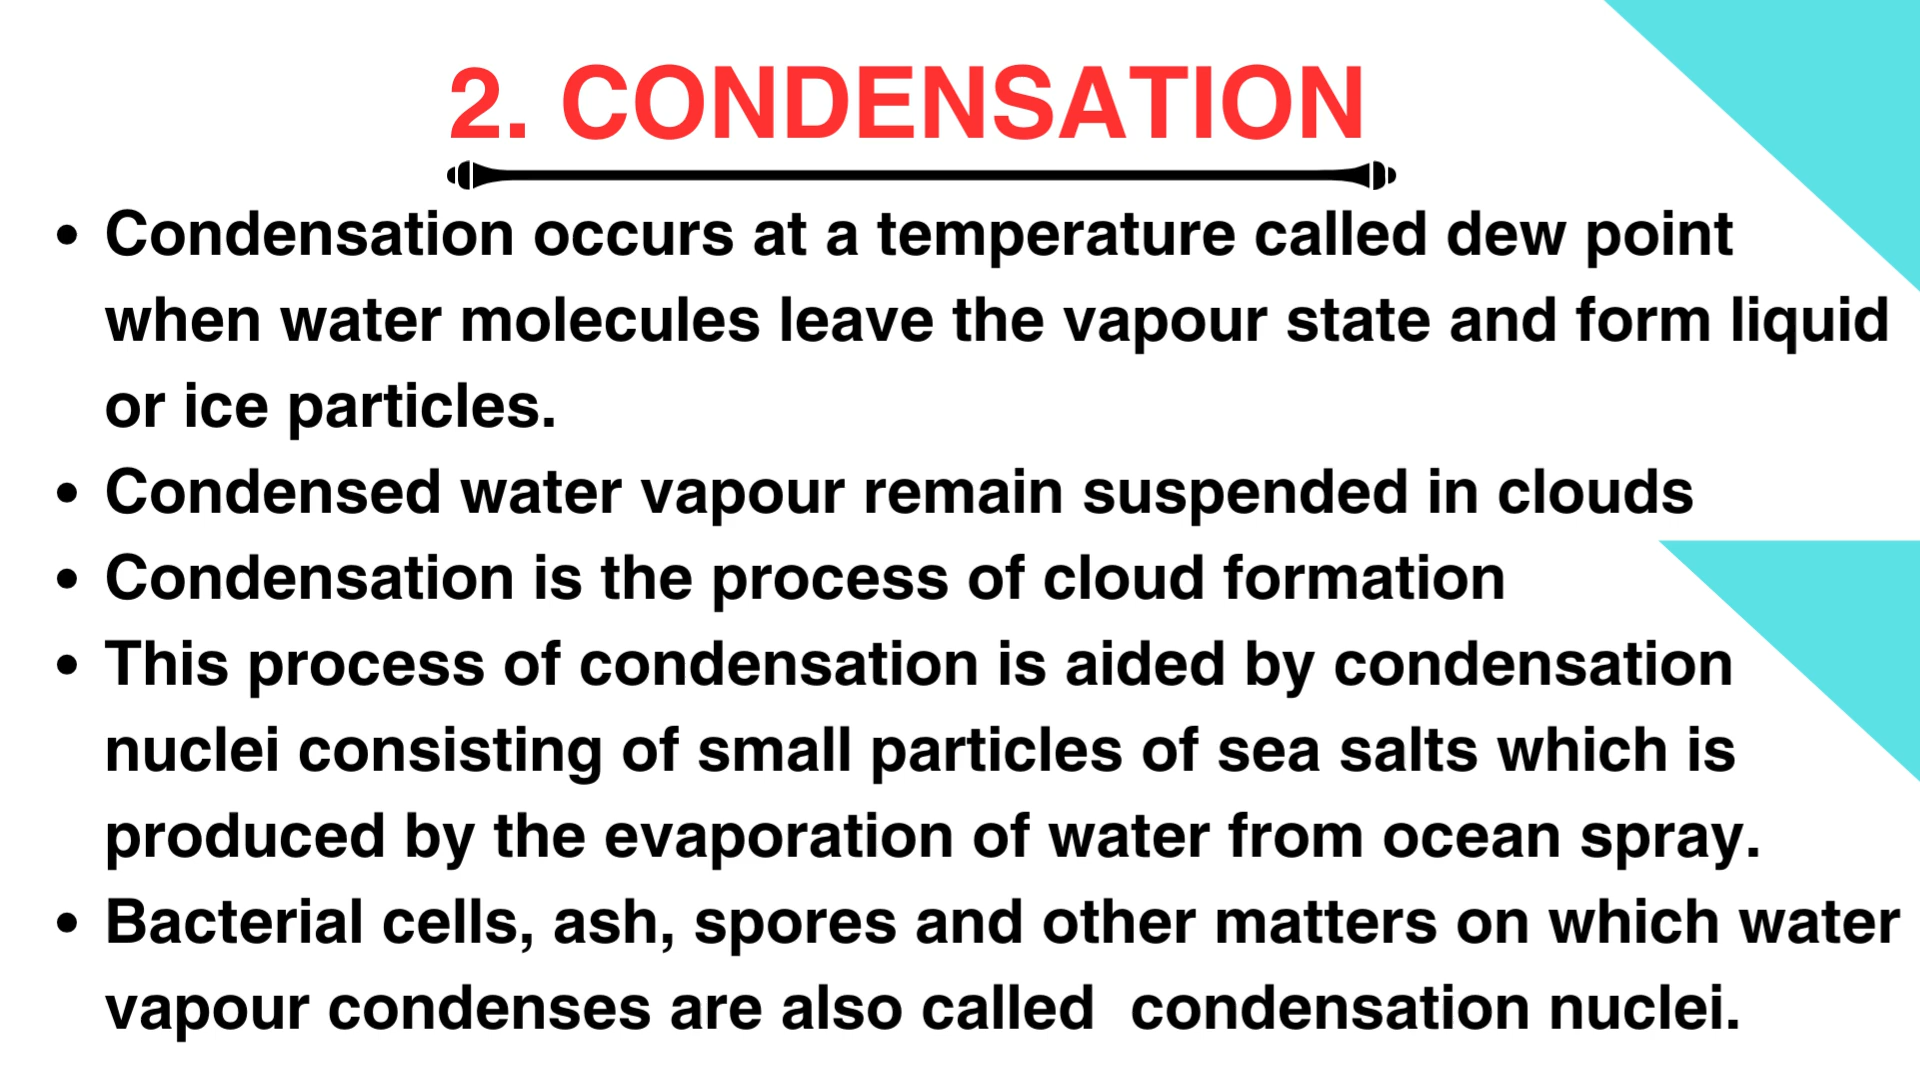 2. CONDENSATION
• Condensation occurs at a temperature called dew point
when water molecules leave the vapour state and form liquid
or ice particles.
• Condensed water vapour remain suspended in clouds
• Condensation is the process of cloud formation
• This process of condensation is aided by condensation
nuclei consisting of small particles of sea salts which is
produced by the evaporation of water from ocean spray.
• Bacterial cells, ash, spores and other matters on which water
vapour condenses are also called  condensation nuclei.